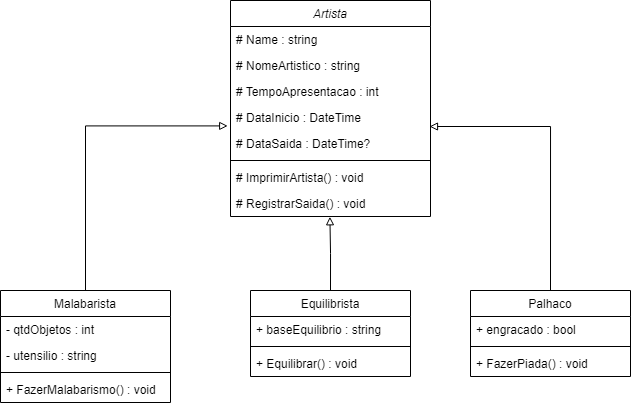 Artista
# Name : string
# NomeArtistico : string
# TempoApresentacao : int
# DataInicio : DateTime
# DataSaida : DateTime?
# ImprimirArtista() : void
# RegistrarSaida() : void
Malabarista
- qtdObjetos : int
- utensilio : string
+ FazerMalabarismo() : void
Equilibrista
+ baseEquilibrio : string
+ Equilibrar() : void
Palhaco
+ engracado : bool
+ FazerPiada() : void